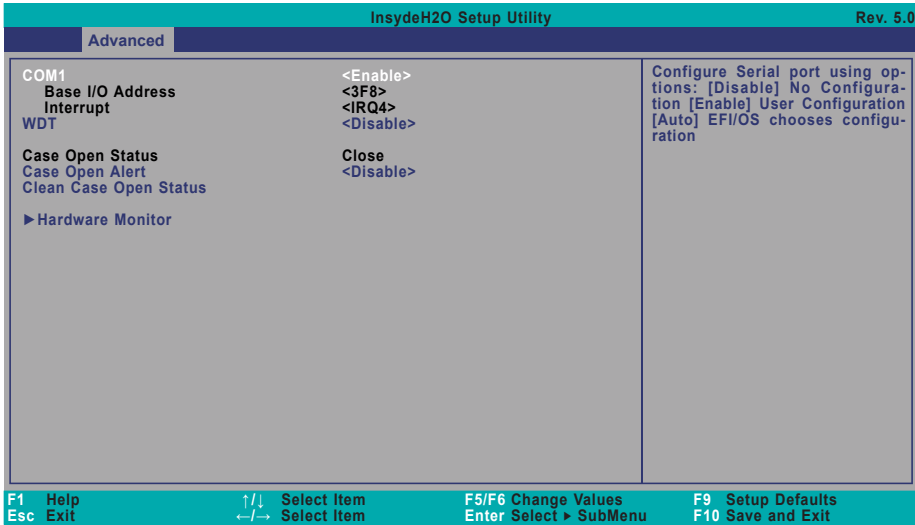 InsydeH2O Setup Utility Rev. 5.0
Advanced
COM1 <Enable>
Base I/O Address <3F8>
Interrupt <IRQ4>
WDT <Disable>
Case Open Status Close
Case Open Alert <Disable>
Clean Case Open Status
►Hardware Monitor
Configure Serial port using op-
tions: [Disable] No Configura-
tion [Enable] User Configuration
[Auto] EFI/OS chooses configu-
ration
F1 Help ↑/↓ Select Item F5/F6 Change Values F9 Setup Defaults
Esc Exit ←/→ Select Item Enter Select ► SubMenu F10 Save and Exit